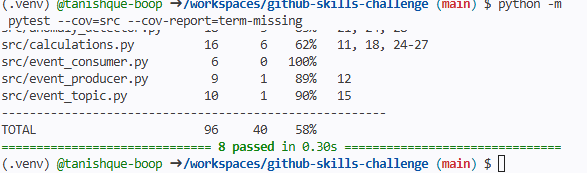 (.venv) @tanishque-boop ➜/workspaces/github-skills-challenge (main) $ python -m
 pytest --cov=src --cov-report=term-missing
src/anomaly_detector.py
src/calculations.py 16 6 62% 11, 18, 24-27
src/event_consumer.py 6 0 100%
src/event_producer.py 9 1 89% 12
src/event_topic.py 10 1 90% 15
-----------------------------------------------------
TOTAL 96 40 58%
============================== 8 passed in 0.30s ===============================
(.venv) @tanishque-boop ➜/workspaces/github-skills-challenge (main) $